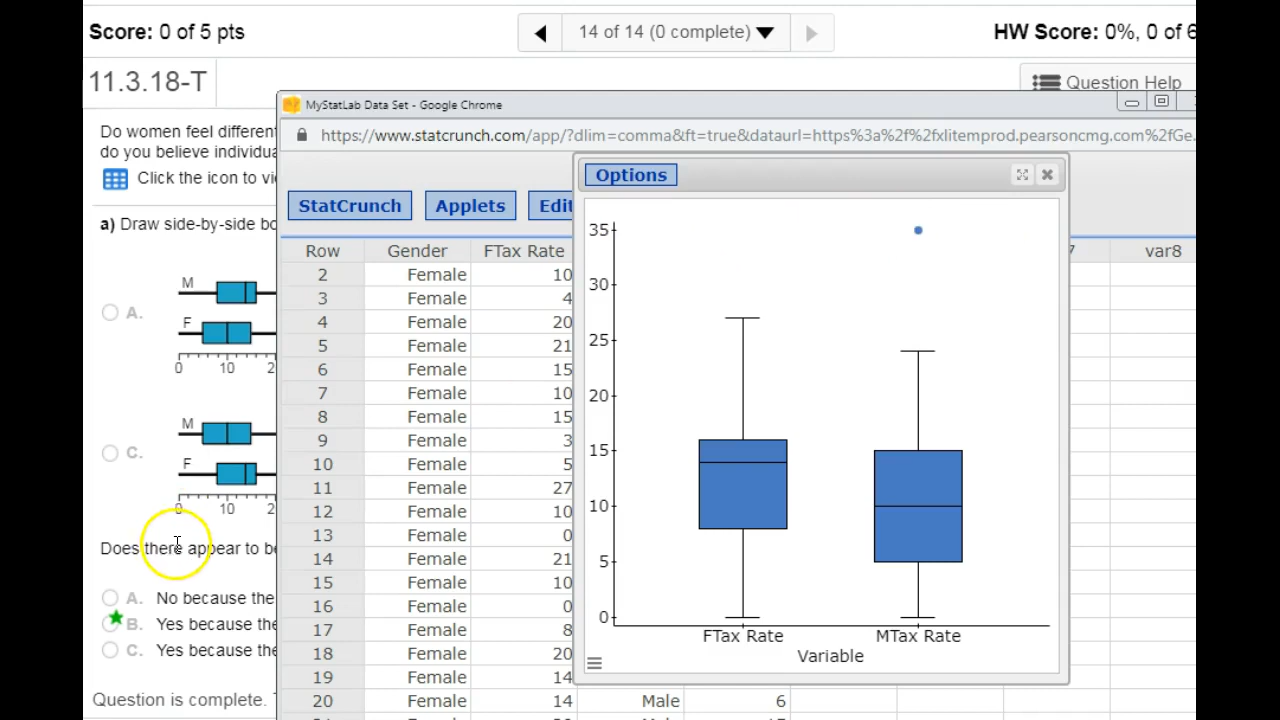 Score: 0 of 5 pts
14 of 14 (0 complete)
HW Score: 0%, 0 of 6
11.3.18-T
Question Help
MyStatLab Data Set - Google Chrome
Do women feel different
do you believe individua
https://www.statcrunch.com/app/?dlim=comma&ft=true&dataurl=https%3a%2f%2fxlitemprod.pearsoncmg.com%2fGe.
Click the icon to vi
Options
StatCrunch Applets Edit
a) Draw side-by-side bo
Row Gender FTax Rate 7 var8
2 Female 10
3 Female 4
4 Female 20
5 Female 21
6 Female 15
7 Female 10
8 Female 15
9 Female 3
10 Female 5
11 Female 27
12 Female 10
13 Female 0
14 Female 21
15 Female 10
16 Female 0
17 Female 8
18 Female 20
19 Female 14
20 Female 14 Male 6
35
30
25
20
15
10
5
0
FTax Rate MTax Rate
Variable
A.
M
F
0 10 2
C.
M
F
0 10 2
Does there appear to be
A. No because the
B. Yes because the
C. Yes because the
Question is complete.